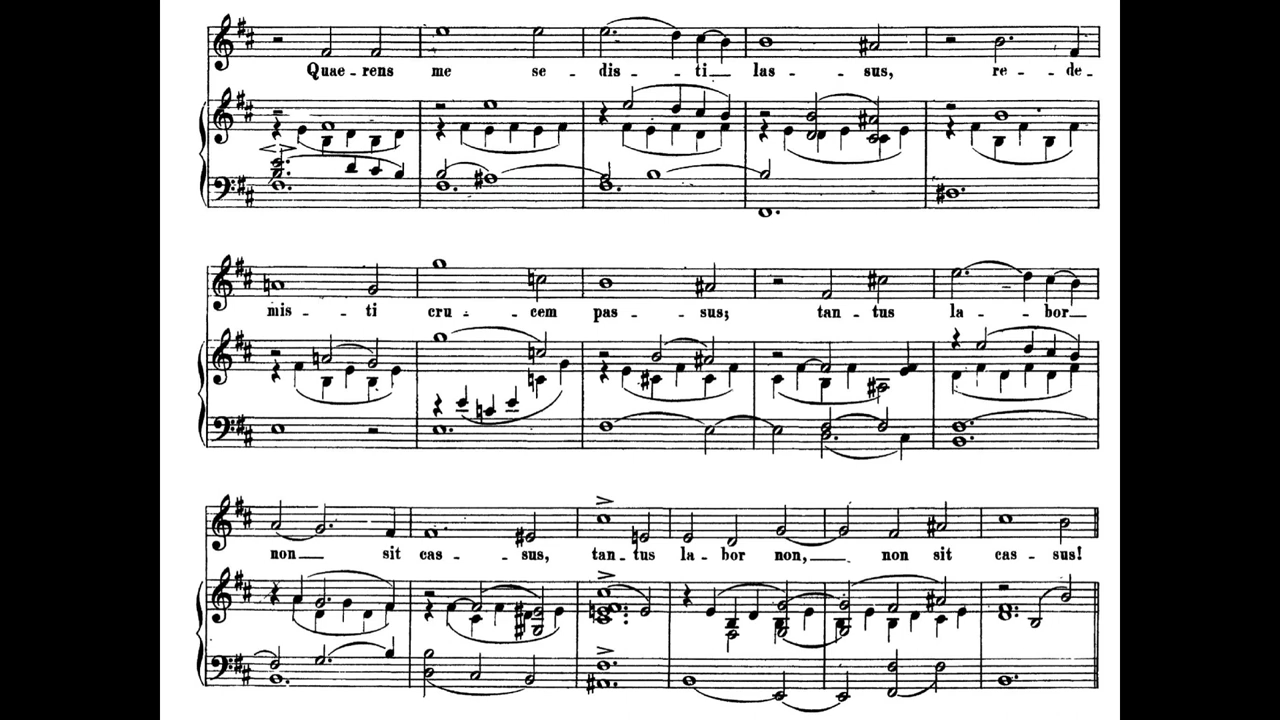 Quae - rens me se - dis - ti las - sus, re - de -
mis - ti cru - cem pas - sus; tan - tus la - bor
non sit cas - sus, tan - tus la - bor non, non sit cas - sus!